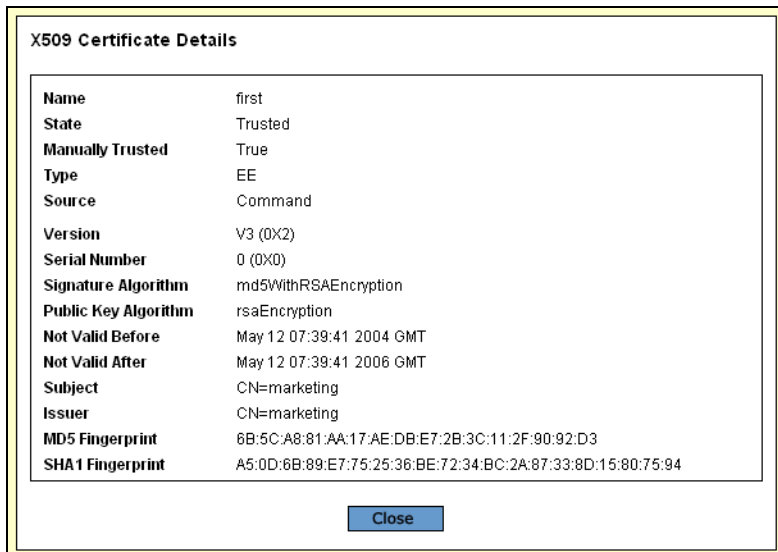 X509 Certificate Details
Name first
State Trusted
Manually Trusted True
Type EE
Source Command
Version V3 (0X2)
Serial Number 0 (0X0)
Signature Algorithm md5WithRSAEncryption
Public Key Algorithm rsaEncryption
Not Valid Before May 12 07:39:41 2004 GMT
Not Valid After May 12 07:39:41 2006 GMT
Subject CN=marketing
Issuer CN=marketing
MD5 Fingerprint 6B:5C:A8:81:AA:17:AE:DB:E7:2B:3C:11:2F:90:92:D3
SHA1 Fingerprint A5:0D:6B:89:E7:75:25:36:BE:72:34:BC:2A:87:33:8D:15:80:75:94
Close